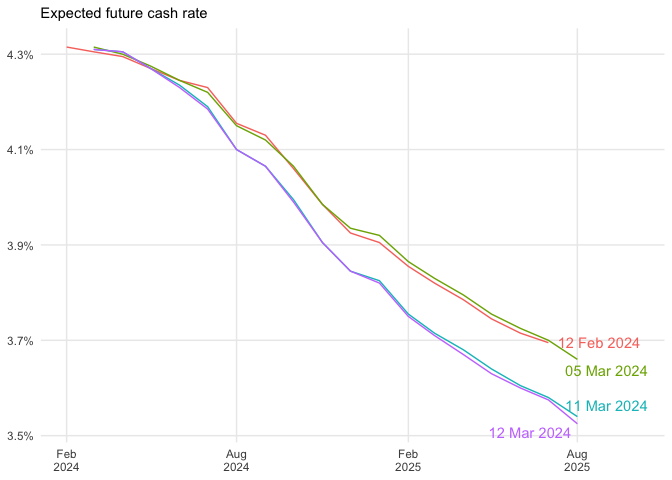 Expected future cash rate
4.3%
4.1%
3.9%
3.7%
3.5%
12 Feb 2024
05 Mar 2024
11 Mar 2024
12 Mar 2024
Feb
2024
Aug
2024
Feb
2025
Aug
2025